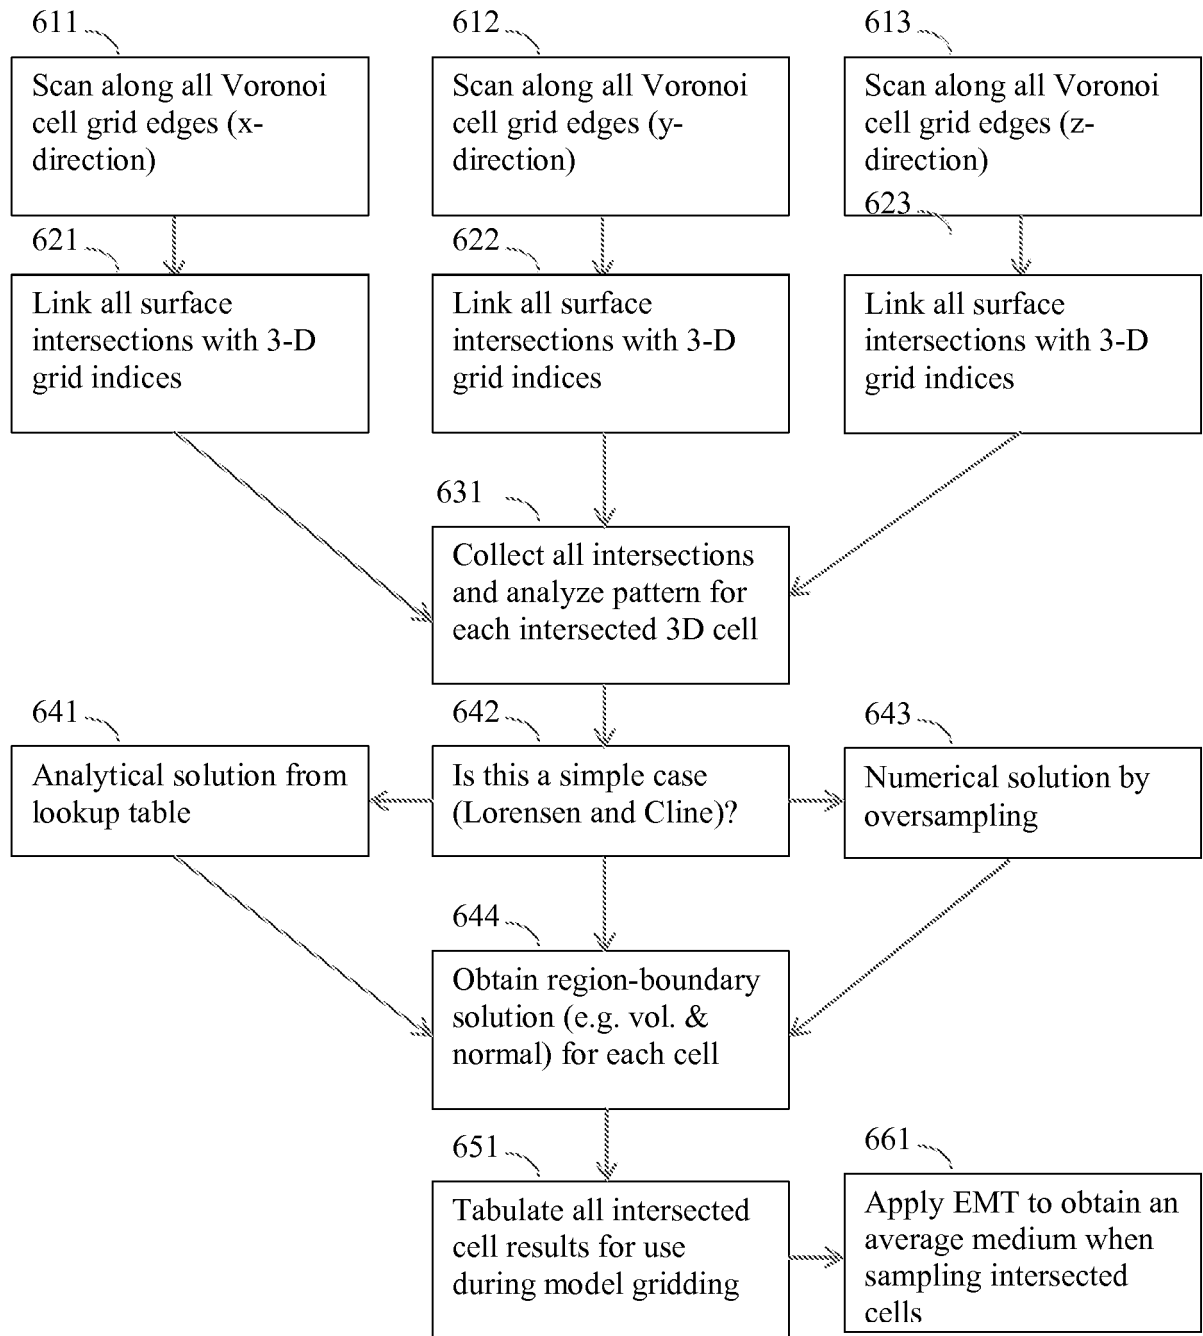 611
Scan along all Voronoi
cell grid edges (x-
direction)
612
Scan along all Voronoi
cell grid edges (y-
direction)
613
Scan along all Voronoi
cell grid edges (z-
direction)
621
Link all surface
intersections with 3-D
grid indices
622
Link all surface
intersections with 3-D
grid indices
623
Link all surface
intersections with 3-D
grid indices
631
Collect all intersections
and analyze pattern for
each intersected 3D cell
641
Analytical solution from
lookup table
642
Is this a simple case
(Lorensen and Cline)?
643
Numerical solution by
oversampling
644
Obtain region-boundary
solution (e.g. vol. &
normal) for each cell
651
Tabulate all intersected
cell results for use
during model gridding
661
Apply EMT to obtain an
average medium when
sampling intersected
cells